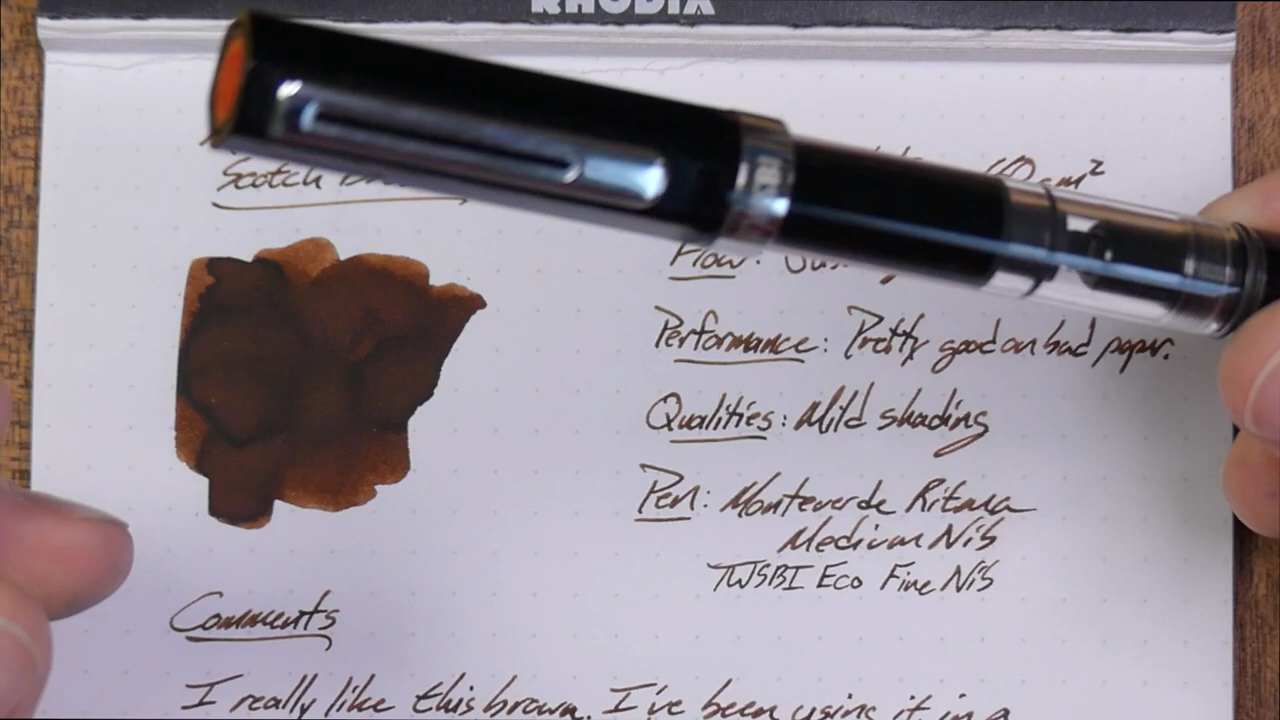 RHODIA
Scotch
Flow:
Performance: Pretty good on bad paper.
Qualities: Mild shading
Pen: Monteverde Ritma
Medium Nib
TWSBI Eco Fine Nib
Comments
I really like this brown. I've been using it in a